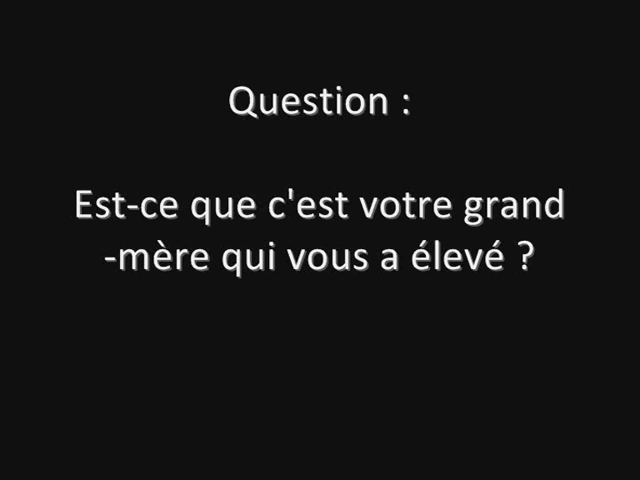 Question :
Est-ce que c'est votre grand
-mère qui vous a élevé ?